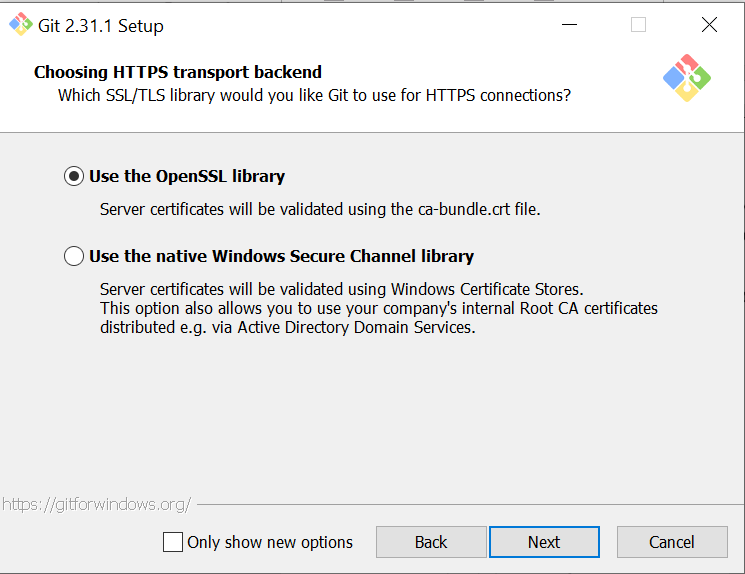 Git 2.31.1 Setup
Choosing HTTPS transport backend
Which SSL/TLS library would you like Git to use for HTTPS connections?
Use the OpenSSL library
Server certificates will be validated using the ca-bundle.crt file.
Use the native Windows Secure Channel library
Server certificates will be validated using Windows Certificate Stores.
This option also allows you to use your company's internal Root CA certificates
distributed e.g. via Active Directory Domain Services.
https://gitforwindows.org/
Only show new options
Back
Next
Cancel